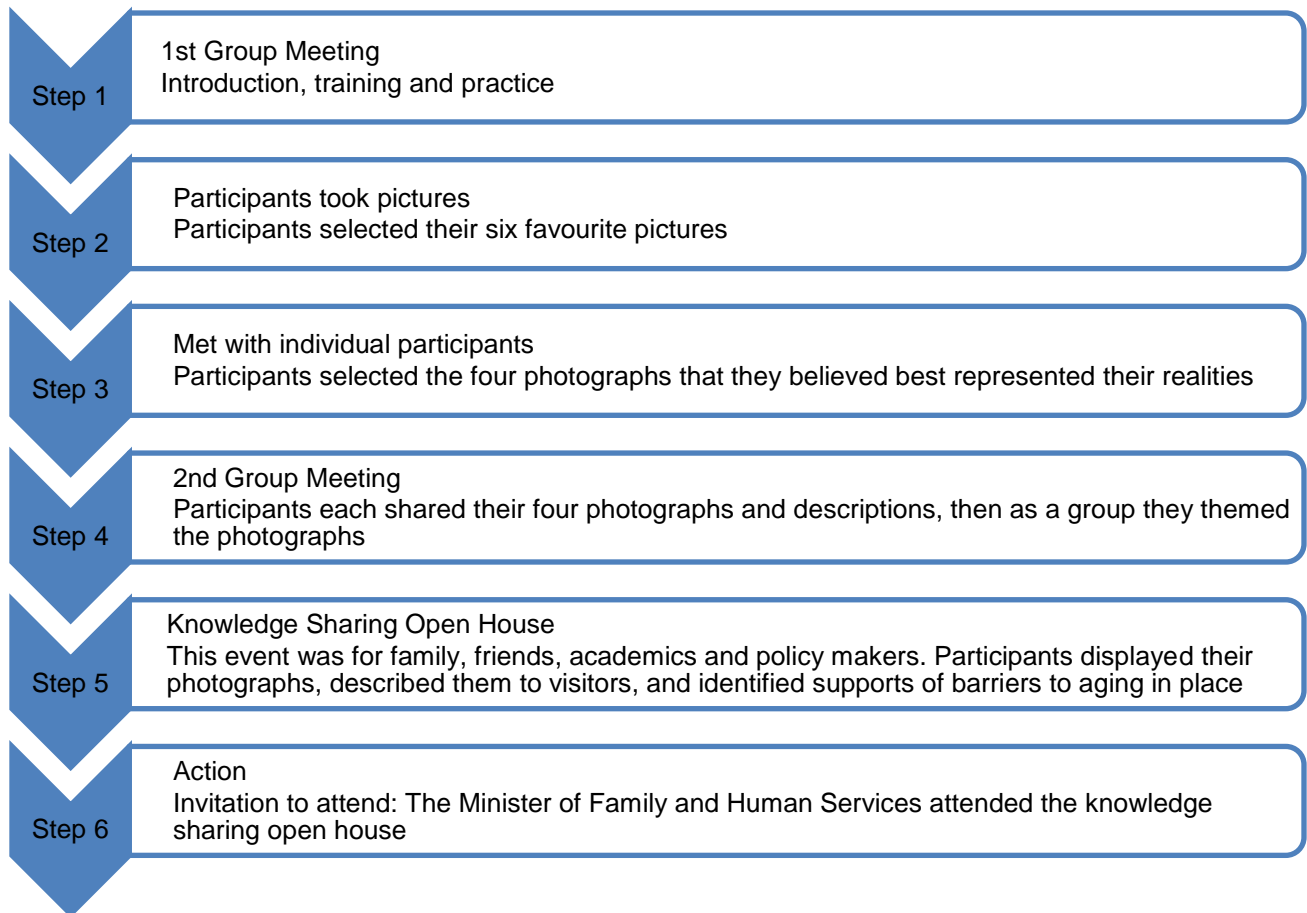 Step 1
1st Group Meeting
Introduction, training and practice
Step 2
Participants took pictures
Participants selected their six favourite pictures
Step 3
Met with individual participants
Participants selected the four photographs that they believed best represented their realities
Step 4
2nd Group Meeting
Participants each shared their four photographs and descriptions, then as a group they themed
the photographs
Step 5
Knowledge Sharing Open House
This event was for family, friends, academics and policy makers. Participants displayed their
photographs, described them to visitors, and identified supports of barriers to aging in place
Step 6
Action
Invitation to attend: The Minister of Family and Human Services attended the knowledge
sharing open house